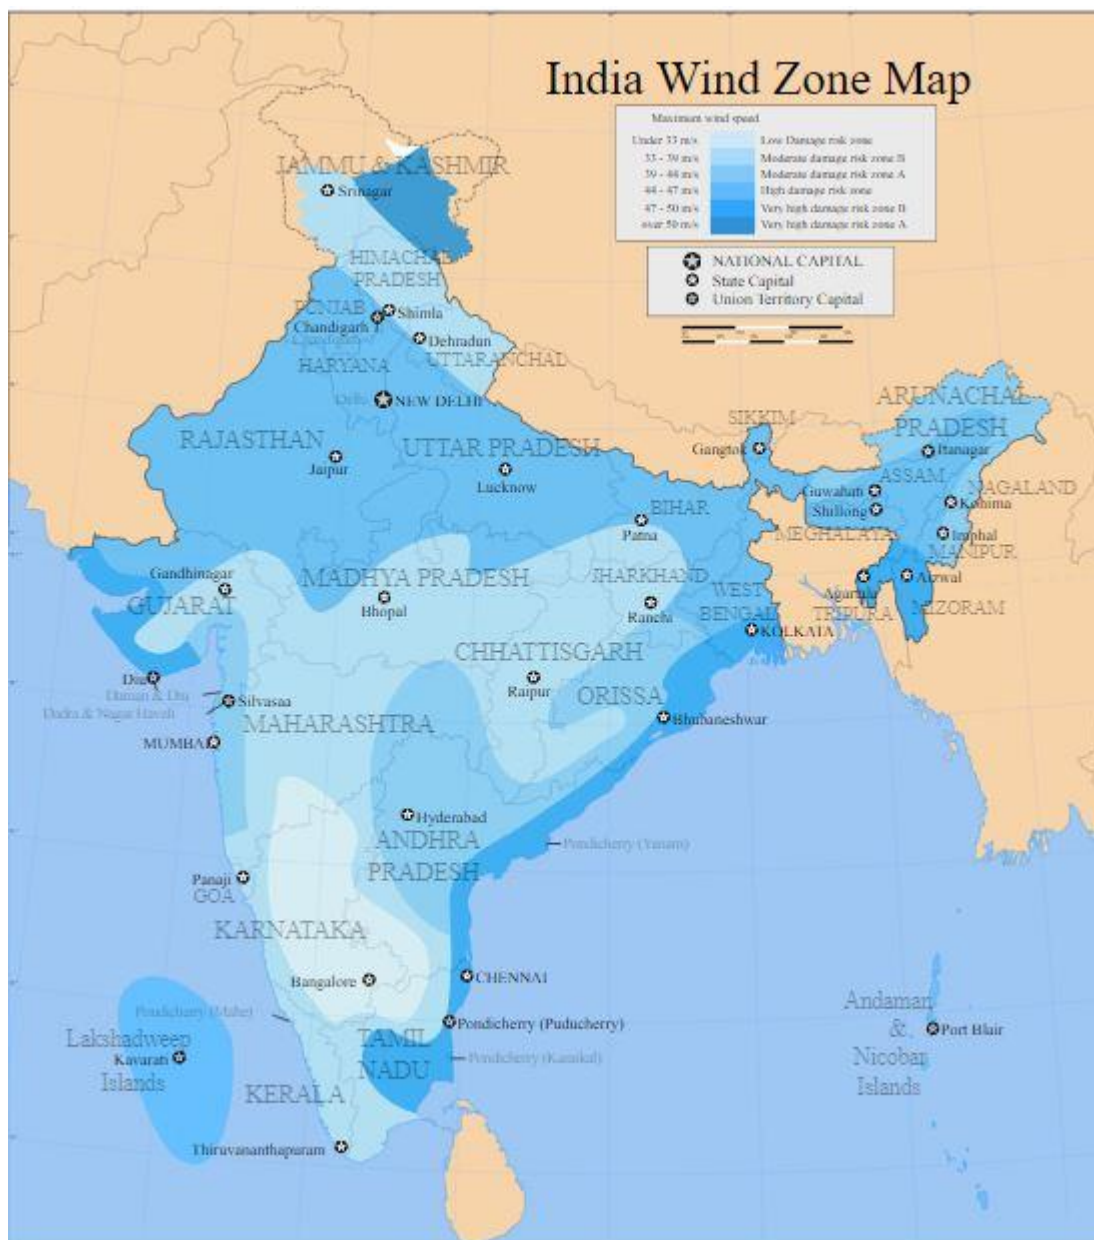 India Wind Zone Map
Maximum wind speed
Under 33 m/s Low Damage risk zone
33 - 39 m/s Moderate damage risk zone B
39 - 44 m/s Moderate damage risk zone A
44 - 47 m/s High damage risk zone
47 - 50 m/s Very high damage risk zone B
over 50 m/s Very high damage risk zone A
NATIONAL CAPITAL
State Capital
Union Territory Capital
JAMMU & KASHMIR
Srinagar
HIMACHAL
PRADESH
PUNJAB
Shimla
Chandigarh
Dehradun
UTTARANCHAL
HARYANA
Delhi
NEW DELHI
RAJASTHAN
Jaipur
UTTAR PRADESH
Lucknow
SIKKIM
Gangtok
ARUNACHAL
PRADESH
Itanagar
ASSAM
Guwahati
NAGALAND
Kohima
Shillong
MEGHALAYA
Imphal
MANIPUR
BIHAR
Patna
Gandhinagar
GUJARAT
MADHYA PRADESH
Bhopal
JHARKHAND
Ranchi
WEST
BENGAL
KOLKATA
Agartala
TRIPURA
Aizwal
MIZORAM
CHHATTISGARH
Raipur
ORISSA
Bhubaneshwar
Diu
Daman & Diu
Dadra & Nagar Haveli
Silvasaa
MAHARASHTRA
MUMBAI
Hyderabad
ANDHRA
PRADESH
Pondicherry (Yanam)
Panaji
GOA
KARNATAKA
Bangalore
CHENNAI
Pondicherry (Mahe)
Pondicherry (Puducherry)
TAMIL
NADU
Pondicherry (Karaikal)
Lakshadweep
Kavarati
Islands
KERALA
Thiruvananthapuram
Andaman
&
Nicobar
Islands
Port Blair